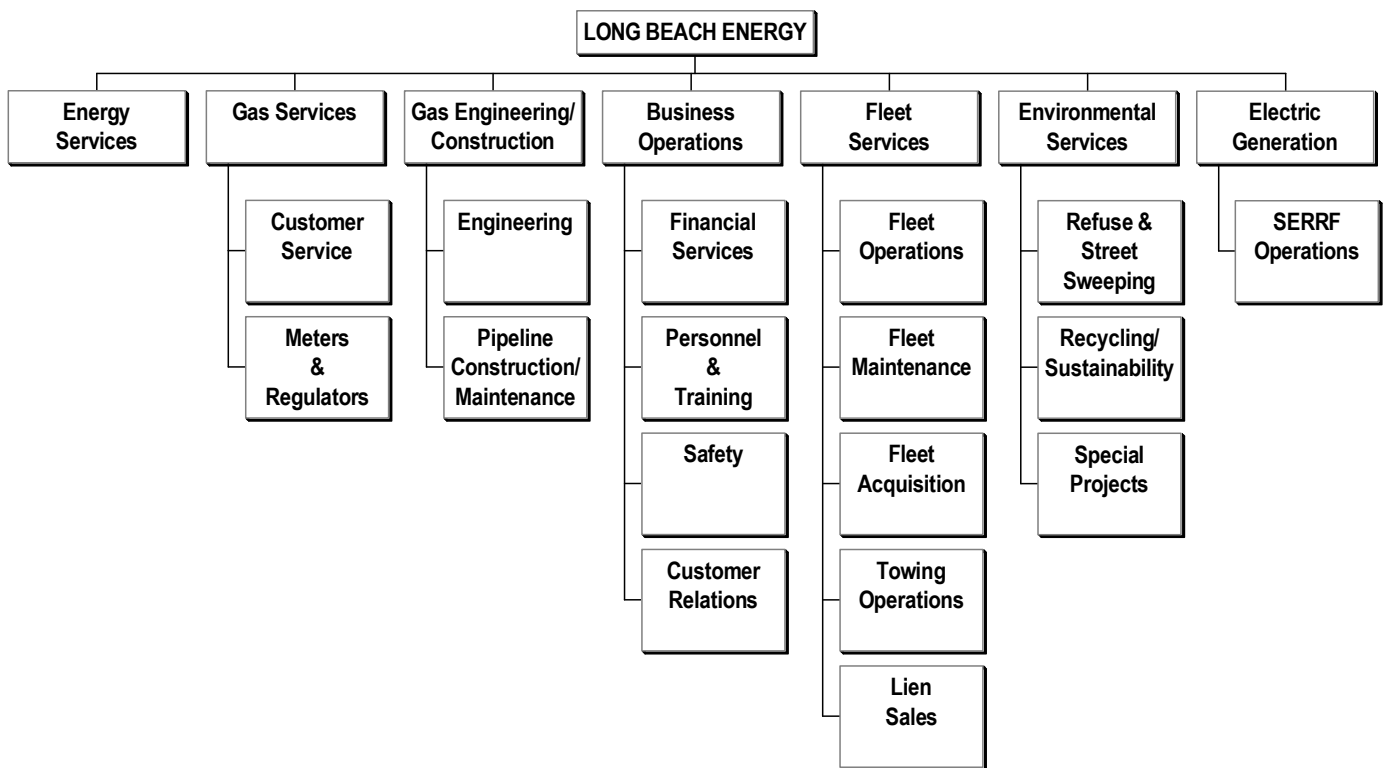 LONG BEACH ENERGY
Energy
Services
Gas Services
Gas Engineering/
Construction
Business
Operations
Fleet
Services
Environmental
Services
Electric
Generation
Customer
Service
Meters
&
Regulators
Engineering
Pipeline
Construction/
Maintenance
Financial
Services
Personnel
&
Training
Safety
Customer
Relations
Fleet
Operations
Fleet
Maintenance
Fleet
Acquisition
Towing
Operations
Lien
Sales
Refuse &
Street
Sweeping
Recycling/
Sustainability
Special
Projects
SERRF
Operations